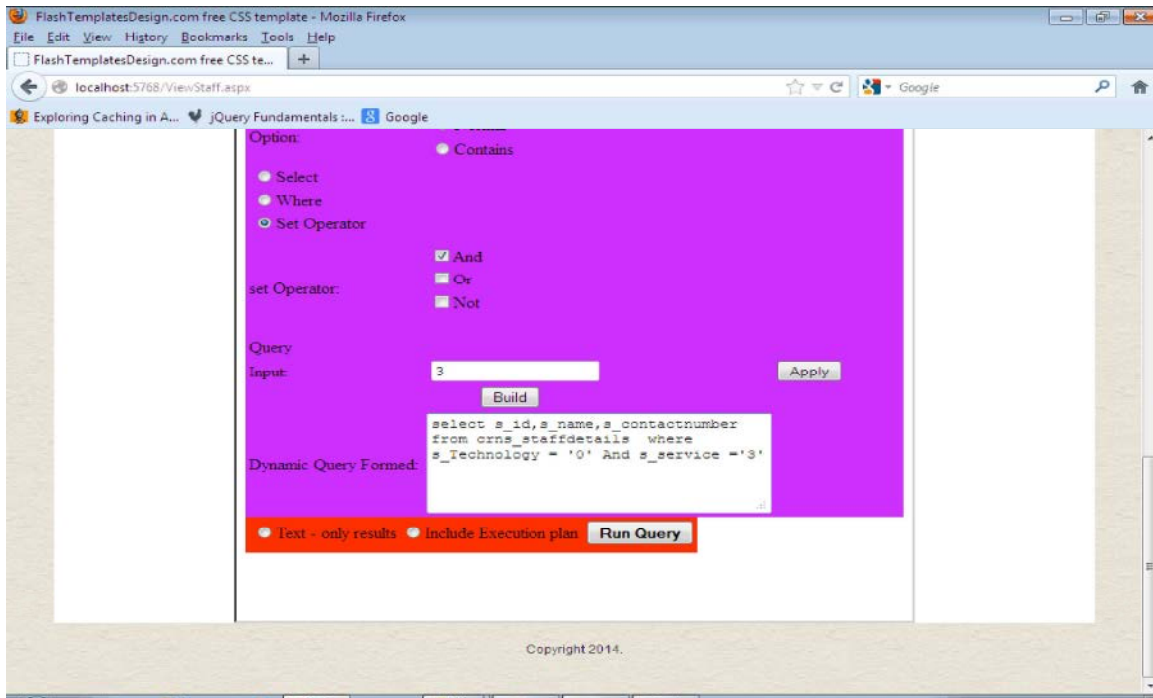 FlashTemplatesDesign.com free CSS template - Mozilla Firefox
File Edit View History Bookmarks Tools Help
FlashTemplatesDesign.com free CSS te... +
localhost:5768/ViewStaff.aspx
Google
Exploring Caching in A... jQuery Fundamentals :... Google
Option:
Contains
Select
Where
Set Operator
And
set Operator:
Or
Not
Query
Input:
3
Apply
Build
Dynamic Query Formed:
select s_id,s_name,s_contactnumber
from crns_staffdetails where
s_Technology = '0' And s_service ='3'
Text - only results Include Execution plan Run Query
Copyright 2014.